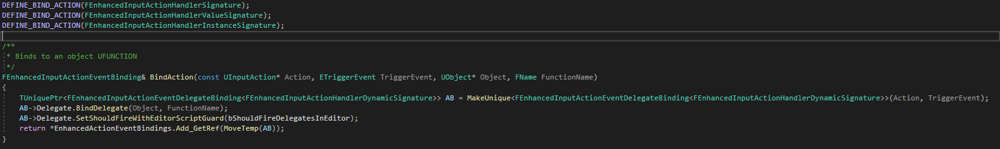 DEFINE_BIND_ACTION(FEnhancedInputActionHandlerSignature);
DEFINE_BIND_ACTION(FEnhancedInputActionHandlerValueSignature);
DEFINE_BIND_ACTION(FEnhancedInputActionHandlerInstanceSignature);
/**
* Binds to an object UFUNCTION
*/
FEnhancedInputActionEventBinding& BindAction(const UInputAction* Action, ETriggerEvent TriggerEvent, UObject* Object, FName FunctionName)
{
TUniquePtr<FEnhancedInputActionEventDelegateBinding<FEnhancedInputActionHandlerDynamicSignature>> AB = MakeUnique<FEnhancedInputActionEventDelegateBinding<FEnhancedInputActionHandlerDynamicSignature>>(Action, TriggerEvent);
AB->Delegate.BindDelegate(Object, FunctionName);
AB->Delegate.SetShouldFireWithEditorScriptGuard(bShouldFireDelegatesInEditor);
return *EnhancedActionEventBindings.Add_GetRef(MoveTemp(AB));
}